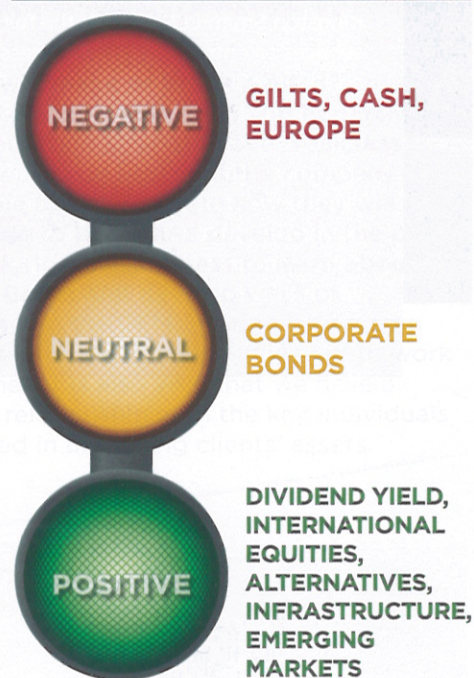 NEGATIVE
GILTS, CASH,
EUROPE
NEUTRAL
CORPORATE
BONDS
POSITIVE
DIVIDEND YIELD,
INTERNATIONAL
EQUITIES,
ALTERNATIVES,
INFRASTRUCTURE,
EMERGING
MARKETS